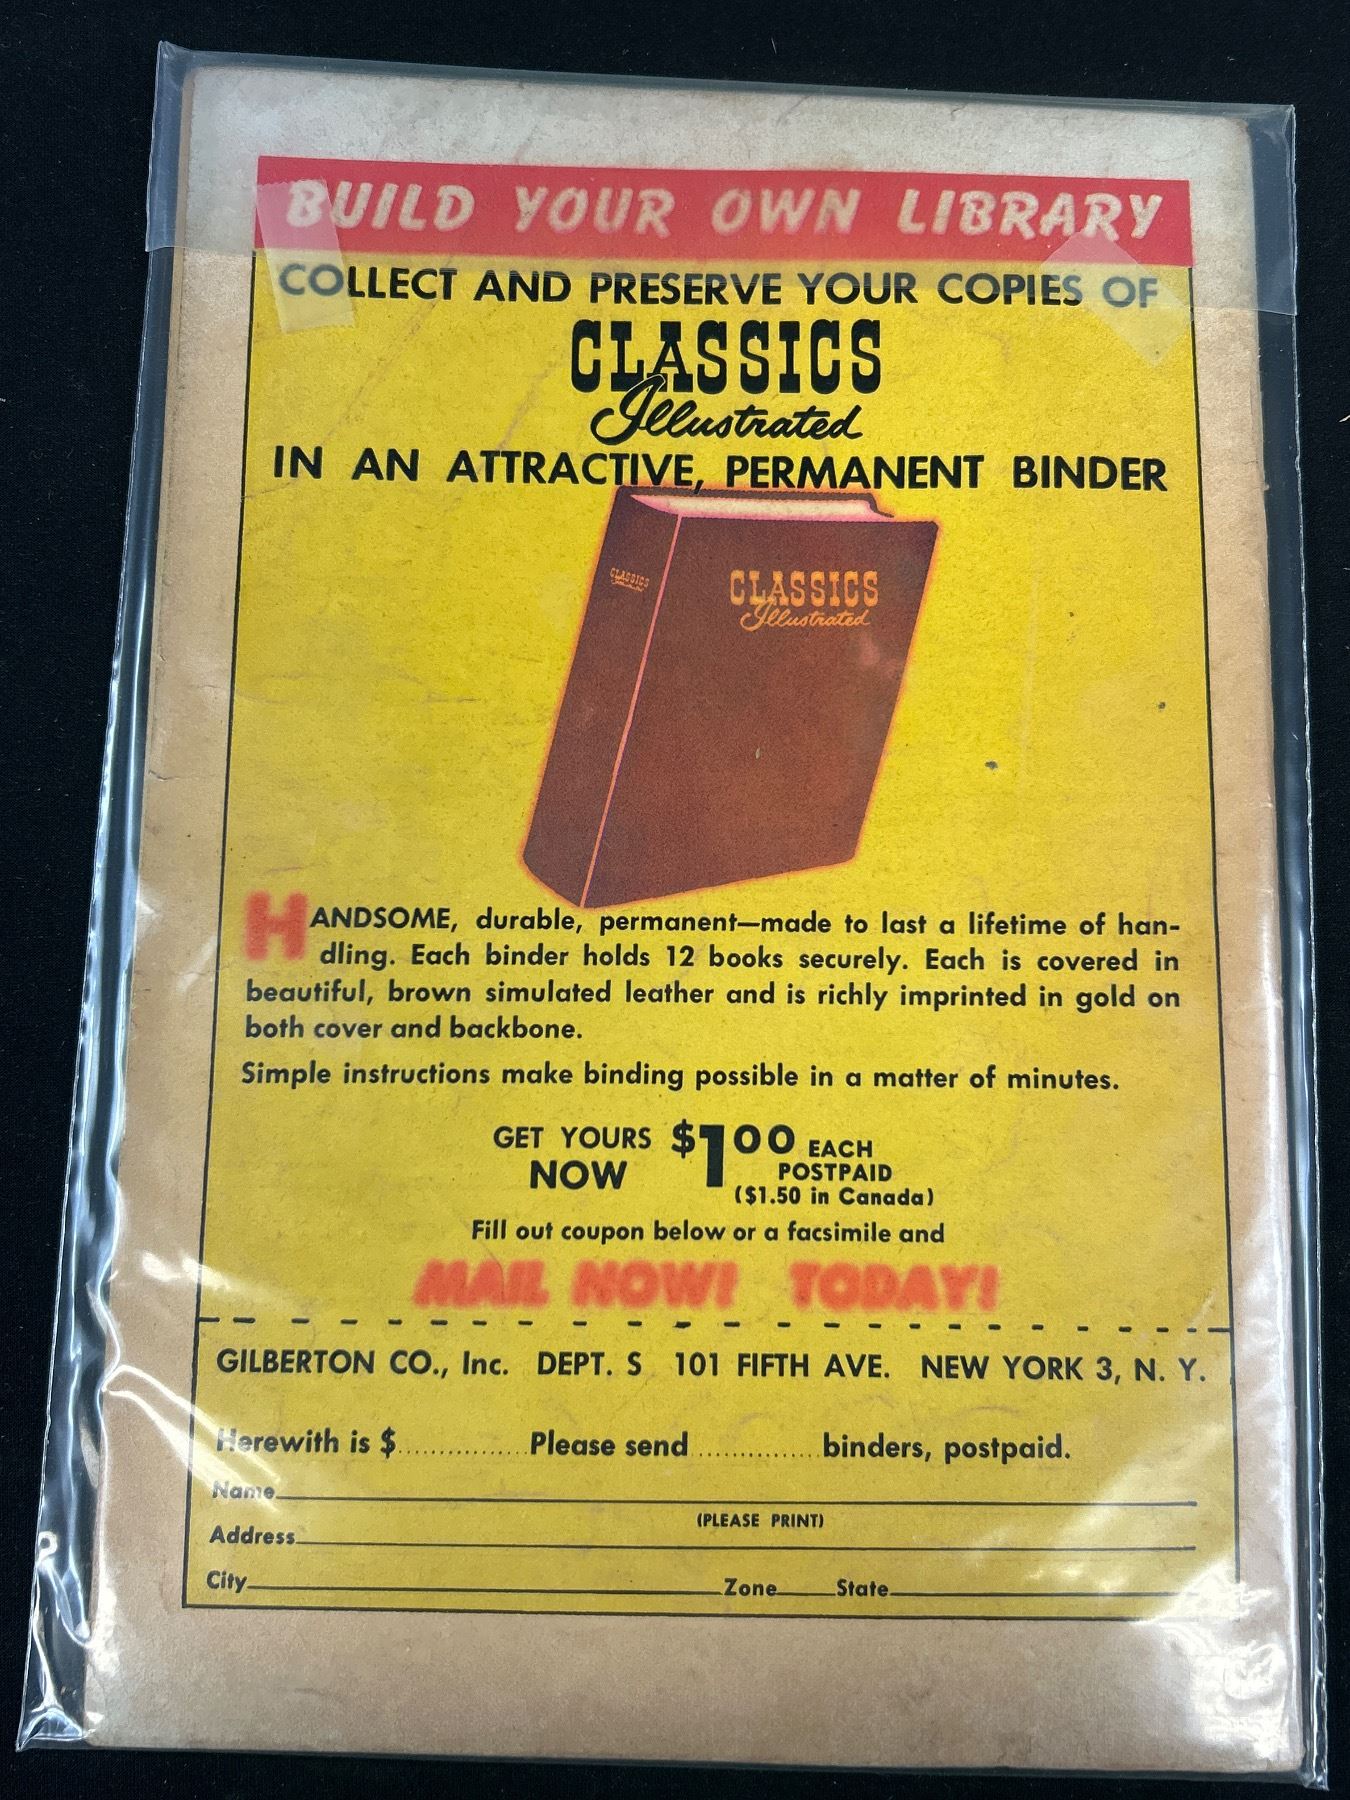 BUILD YOUR OWN LIBRARY
COLLECT AND PRESERVE YOUR COPIES OF
CLASSICS
Illustrated
IN AN ATTRACTIVE, PERMANENT BINDER
CLASSICS
Illustrated
CLASSICS
Illustrated
HANDSOME, durable, permanent—made to last a lifetime of han-
dling. Each binder holds 12 books securely. Each is covered in
beautiful, brown simulated leather and is richly imprinted in gold on
both cover and backbone.
Simple instructions make binding possible in a matter of minutes.
GET YOURS NOW $1.00 EACH
POSTPAID
($1.50 in Canada)
Fill out coupon below or a facsimile and
MAIL NOW! TODAY!
GILBERTON CO., Inc. DEPT. S 101 FIFTH AVE. NEW YORK 3, N. Y.
Herewith is $............... Please send .............. binders, postpaid.
Name
(PLEASE PRINT)
Address
City Zone State